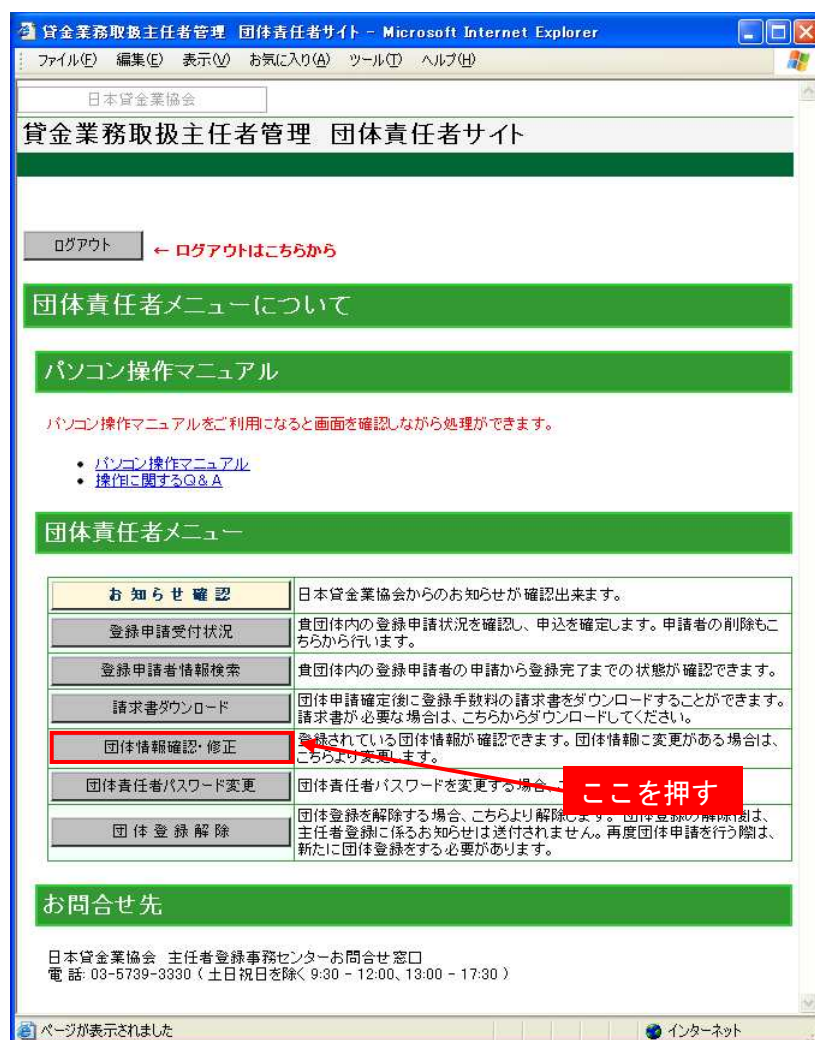 貸金業務取扱主任者管理 団体責任者サイト - Microsoft Internet Explorer
ファイル(F) 編集(E) 表示(V) お気に入り(A) ツール(T) ヘルプ(H)
日本貸金業協会
貸金業務取扱主任者管理 団体責任者サイト
ログアウト
← ログアウトはこちらから
団体責任者メニューについて
パソコン操作マニュアル
パソコン操作マニュアルをご利用になると画面を確認しながら処理ができます。
• パソコン操作マニュアル
• 操作に関するQ&A
団体責任者メニュー
お知らせ確認
日本貸金業協会からのお知らせが確認出来ます。
登録申請受付状況
貴団体内の登録申請状況を確認し、申込を確定します。申請者の削除もこ
ちらから行います。
登録申請者情報検索
貴団体内の登録申請者の申請から登録完了までの状態が確認できます。
請求書ダウンロード
団体申請確定後に登録手数料の請求書をダウンロードすることができます。
請求書が必要な場合は、こちらからダウンロードしてください。
団体情報確認・修正
登録されている団体情報が確認できます。団体情報に変更がある場合は、
こちらより変更します。
団体責任者パスワード変更
団体責任者パスワードを変更する場合、こ
ここを押す
団体登録解除
団体登録を解除する場合、こちらより解除します。団体登録の解除後は、
主任者登録に係るお知らせは送付されません。再度団体申請を行う際は、
新たに団体登録をする必要があります。
お問合せ先
日本貸金業協会 主任者登録事務センターお問合せ窓口
電 話: 03-5739-3330 ( 土日祝日を除く 9:30 - 12:00、13:00 - 17:30 )
ページが表示されました
インターネット